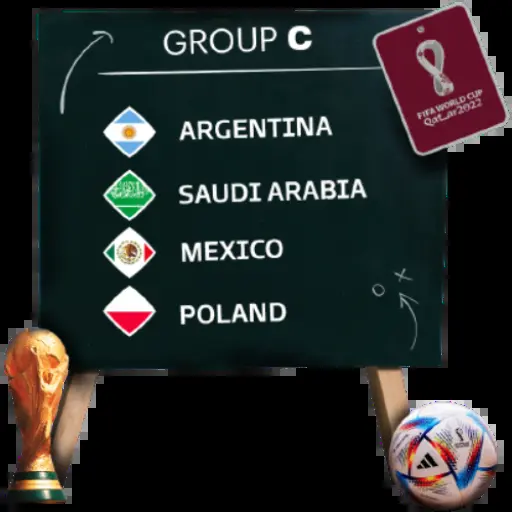 GROUP C
FIFA WORLD CUP
Qatar2022
ARGENTINA
SAUDI ARABIA
MEXICO
POLAND